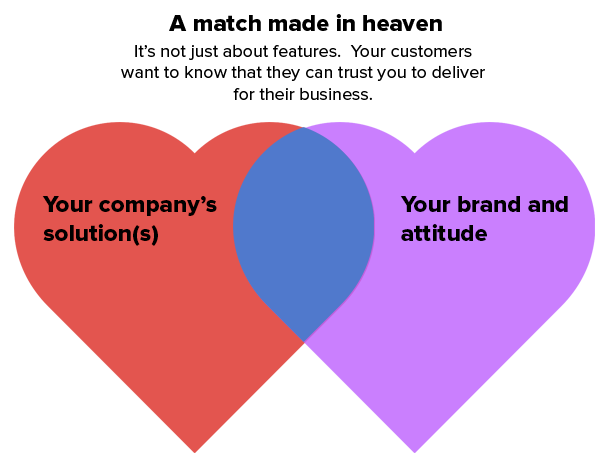 A match made in heaven
It’s not just about features.  Your customers
want to know that they can trust you to deliver
for their business.
Your company’s
solution(s)
Your brand and
attitude